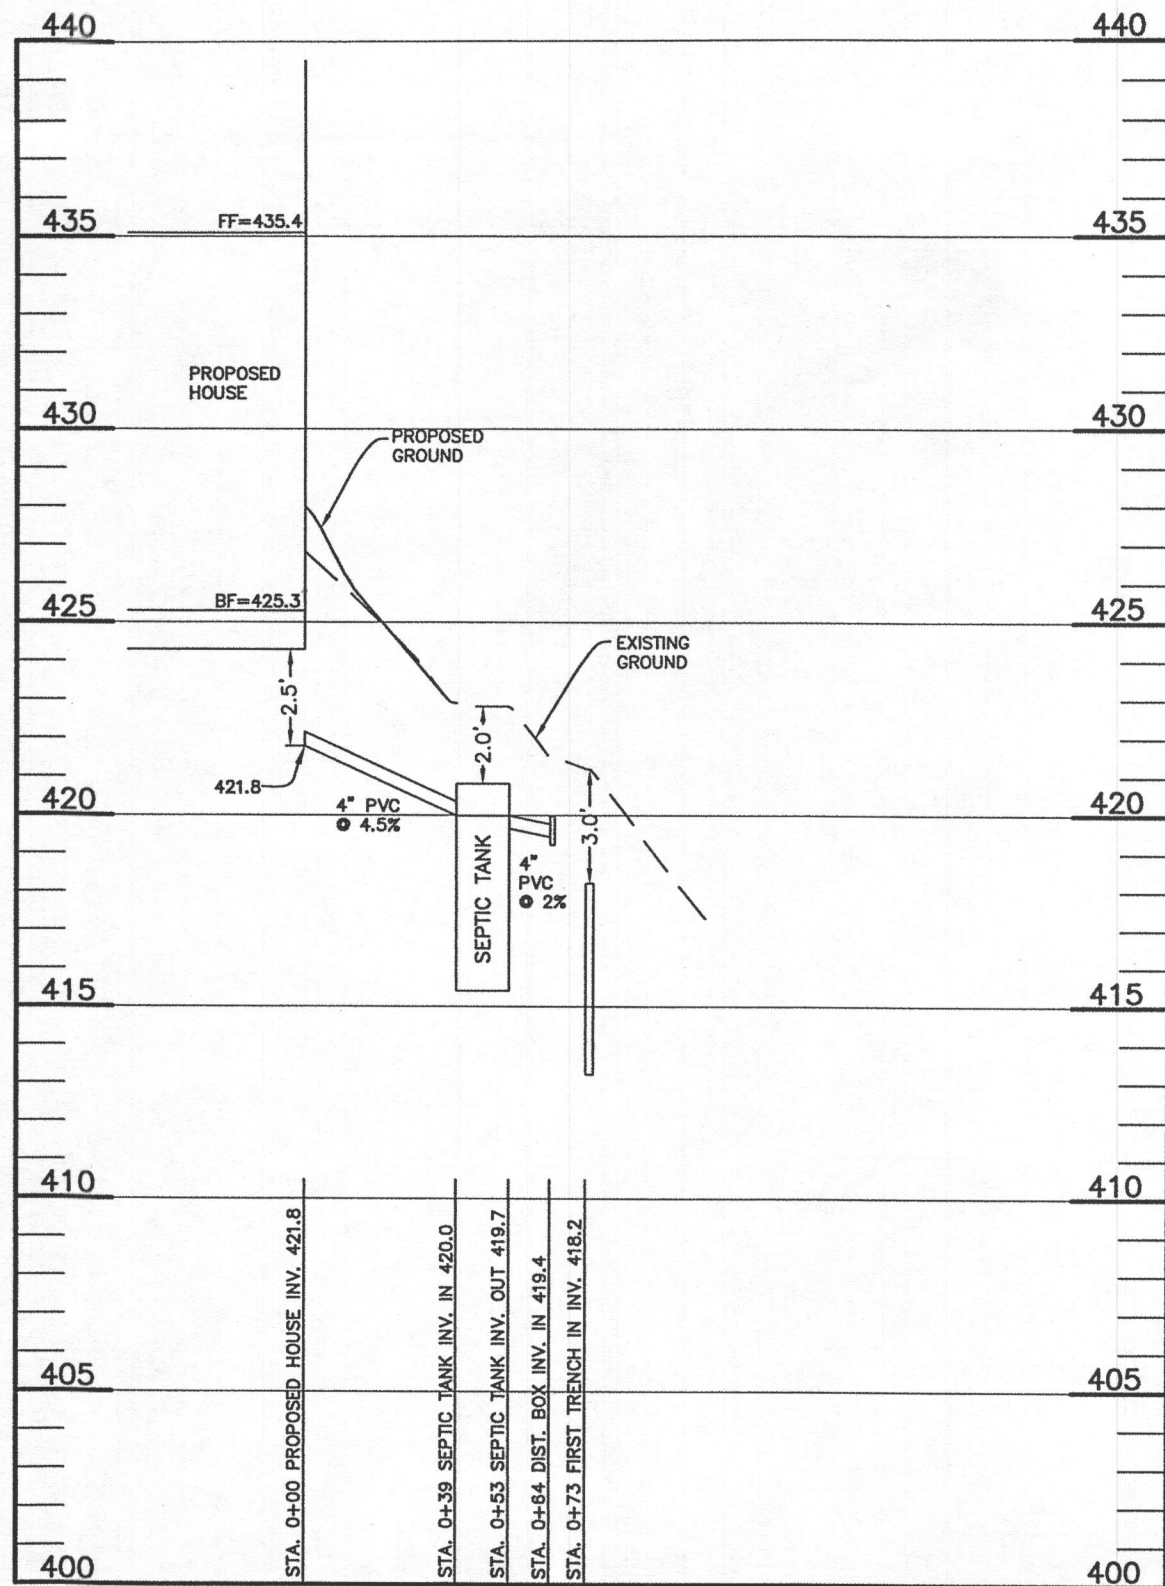 440
440
FF=435.4
435
435
PROPOSED
HOUSE
430
430
PROPOSED
GROUND
BF=425.3
425
425
EXISTING
GROUND
2.5'
2.0'
421.8
420
420
4" PVC
@ 4.5%
3.0'
4"
PVC
@ 2%
SEPTIC TANK
415
415
410
410
STA. 0+00 PROPOSED HOUSE INV. 421.8
STA. 0+39 SEPTIC TANK INV. IN 420.0
STA. 0+53 SEPTIC TANK INV. OUT 419.7
STA. 0+64 DIST. BOX INV. IN 419.4
STA. 0+73 FIRST TRENCH IN INV. 418.2
405
405
400
400